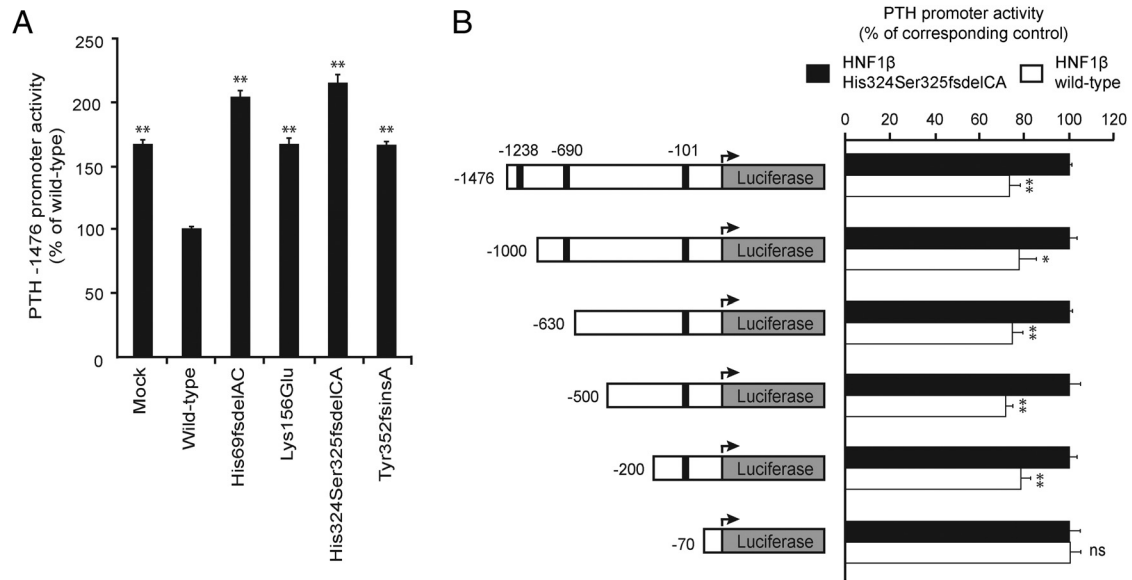 A
PTH -1476 promoter activity
(% of wild-type)
250
200
150
100
50
0
**
**
**
**
**
Mock
Wild-type
His69fsdelAC
Lys156Glu
His324Ser325fsdelCA
Tyr352fsinsA
B
PTH promoter activity
(% of corresponding control)
HNF1β
His324Ser325fsdelCA
HNF1β
wild-type
0 20 40 60 80 100 120
-1238 -690 -101
-1476 Luciferase **
-1000 Luciferase *
-630 Luciferase **
-500 Luciferase **
-200 Luciferase **
-70 Luciferase ns